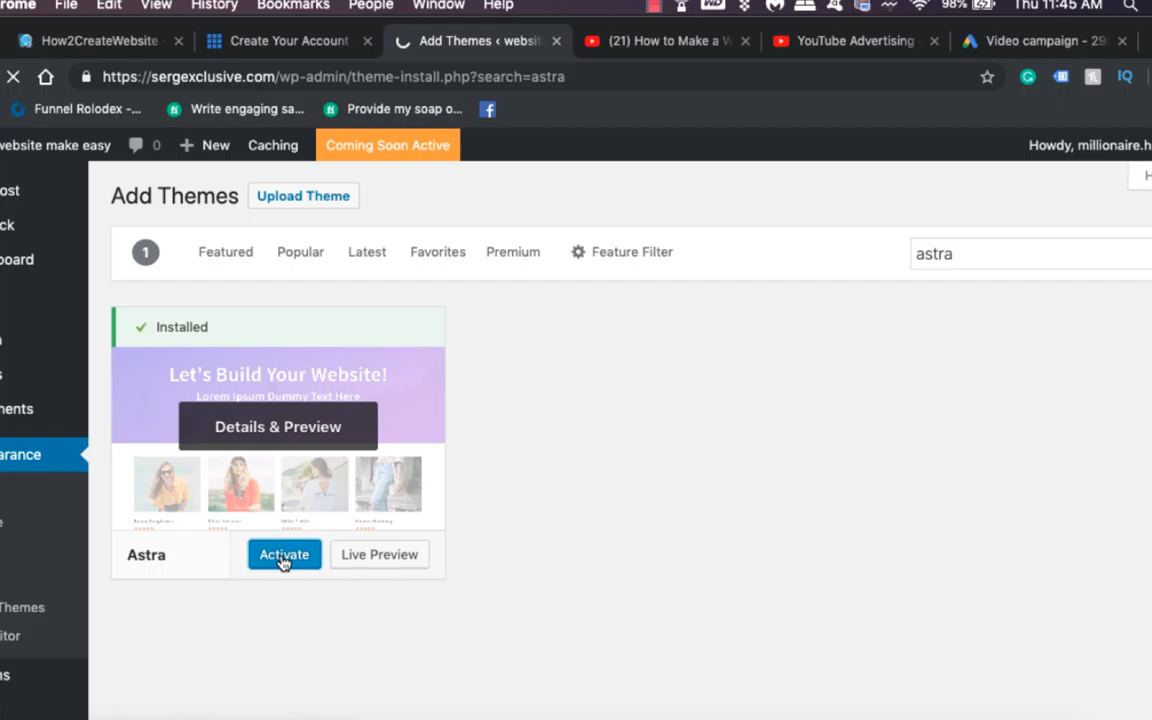 rome File Edit View History Bookmarks People Window Help 98% Thu 11:45 AM
How2CreateWebsite Create Your Account Add Themes ‹ websit (21) How to Make a W YouTube Advertising Video campaign - 29
https://sergexclusive.com/wp-admin/theme-install.php?search=astra
Funnel Rolodex -... Write engaging sa... Provide my soap o...
website make easy 0 New Caching Coming Soon Active Howdy, millionaire.h
ost
ck
board
ments
arance
Themes
itor
ns
Add Themes Upload Theme
1 Featured Popular Latest Favorites Premium Feature Filter astra
Installed
Let's Build Your Website!
Lorem Ipsum Dummy Text Here
Details & Preview
Astra Activate Live Preview